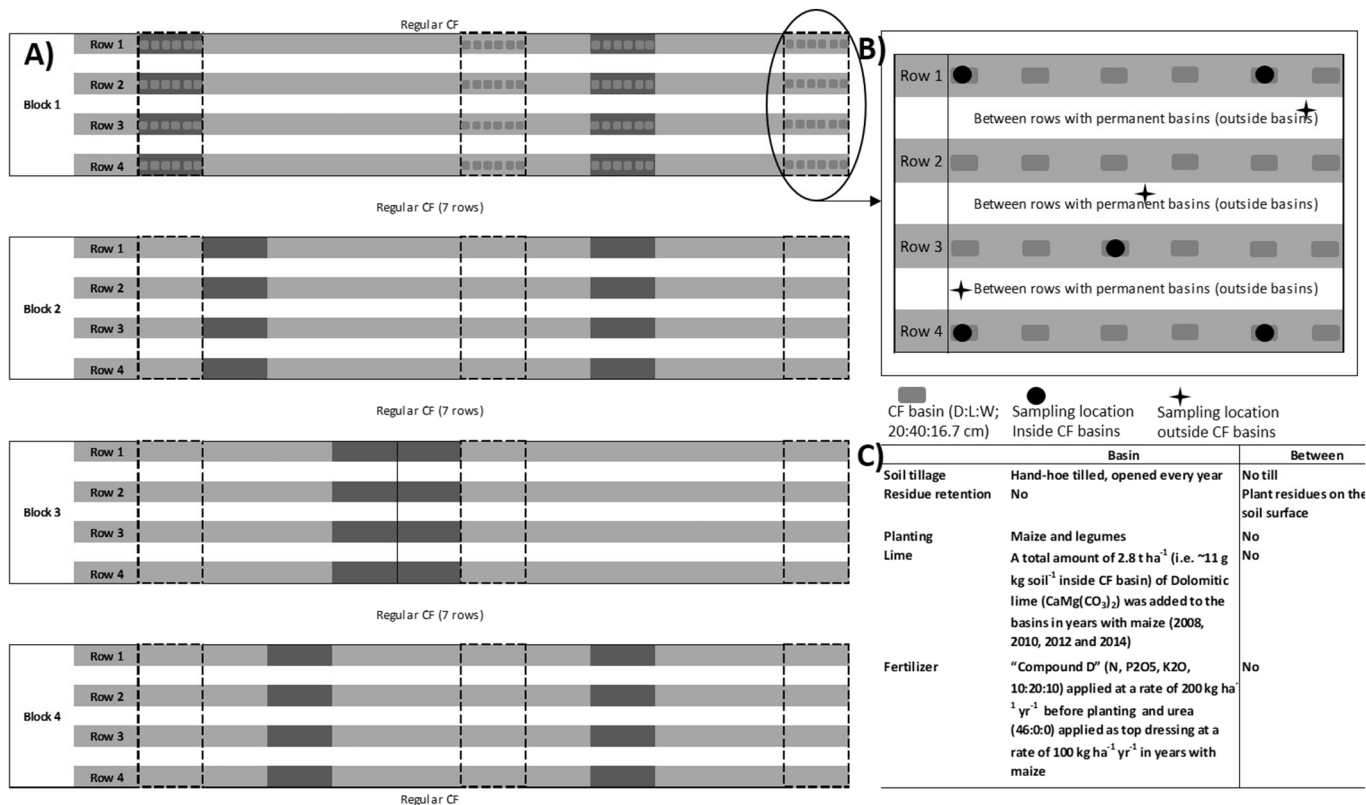 A)
Regular CF
Block 1
Row 1
Row 2
Row 3
Row 4
Regular CF (7 rows)
Block 2
Row 1
Row 2
Row 3
Row 4
Regular CF (7 rows)
Block 3
Row 1
Row 2
Row 3
Row 4
Regular CF (7 rows)
Block 4
Row 1
Row 2
Row 3
Row 4
Regular CF
B)
Row 1
Between rows with permanent basins (outside basins)
Row 2
Between rows with permanent basins (outside basins)
Row 3
Between rows with permanent basins (outside basins)
Row 4
CF basin (D:L:W;
20:40:16.7 cm)
Sampling location
Inside CF basins
Sampling location
outside CF basins
C)
Basin Between
Soil tillage Hand-hoe tilled, opened every year No till
Residue retention No Plant residues on the
soil surface
Planting Maize and legumes No
Lime A total amount of 2.8 t ha⁻¹ (i.e. ~11 g No
kg soil⁻¹ inside CF basin) of Dolomitic
lime (CaMg(CO₃)₂) was added to the
basins in years with maize (2008,
2010, 2012 and 2014)
Fertilizer “Compound D” (N, P2O5, K2O, No
10:20:10) applied at a rate of 200 kg ha⁻
¹ yr⁻¹ before planting and urea
(46:0:0) applied as top dressing at a
rate of 100 kg ha⁻¹ yr⁻¹ in years with
maize